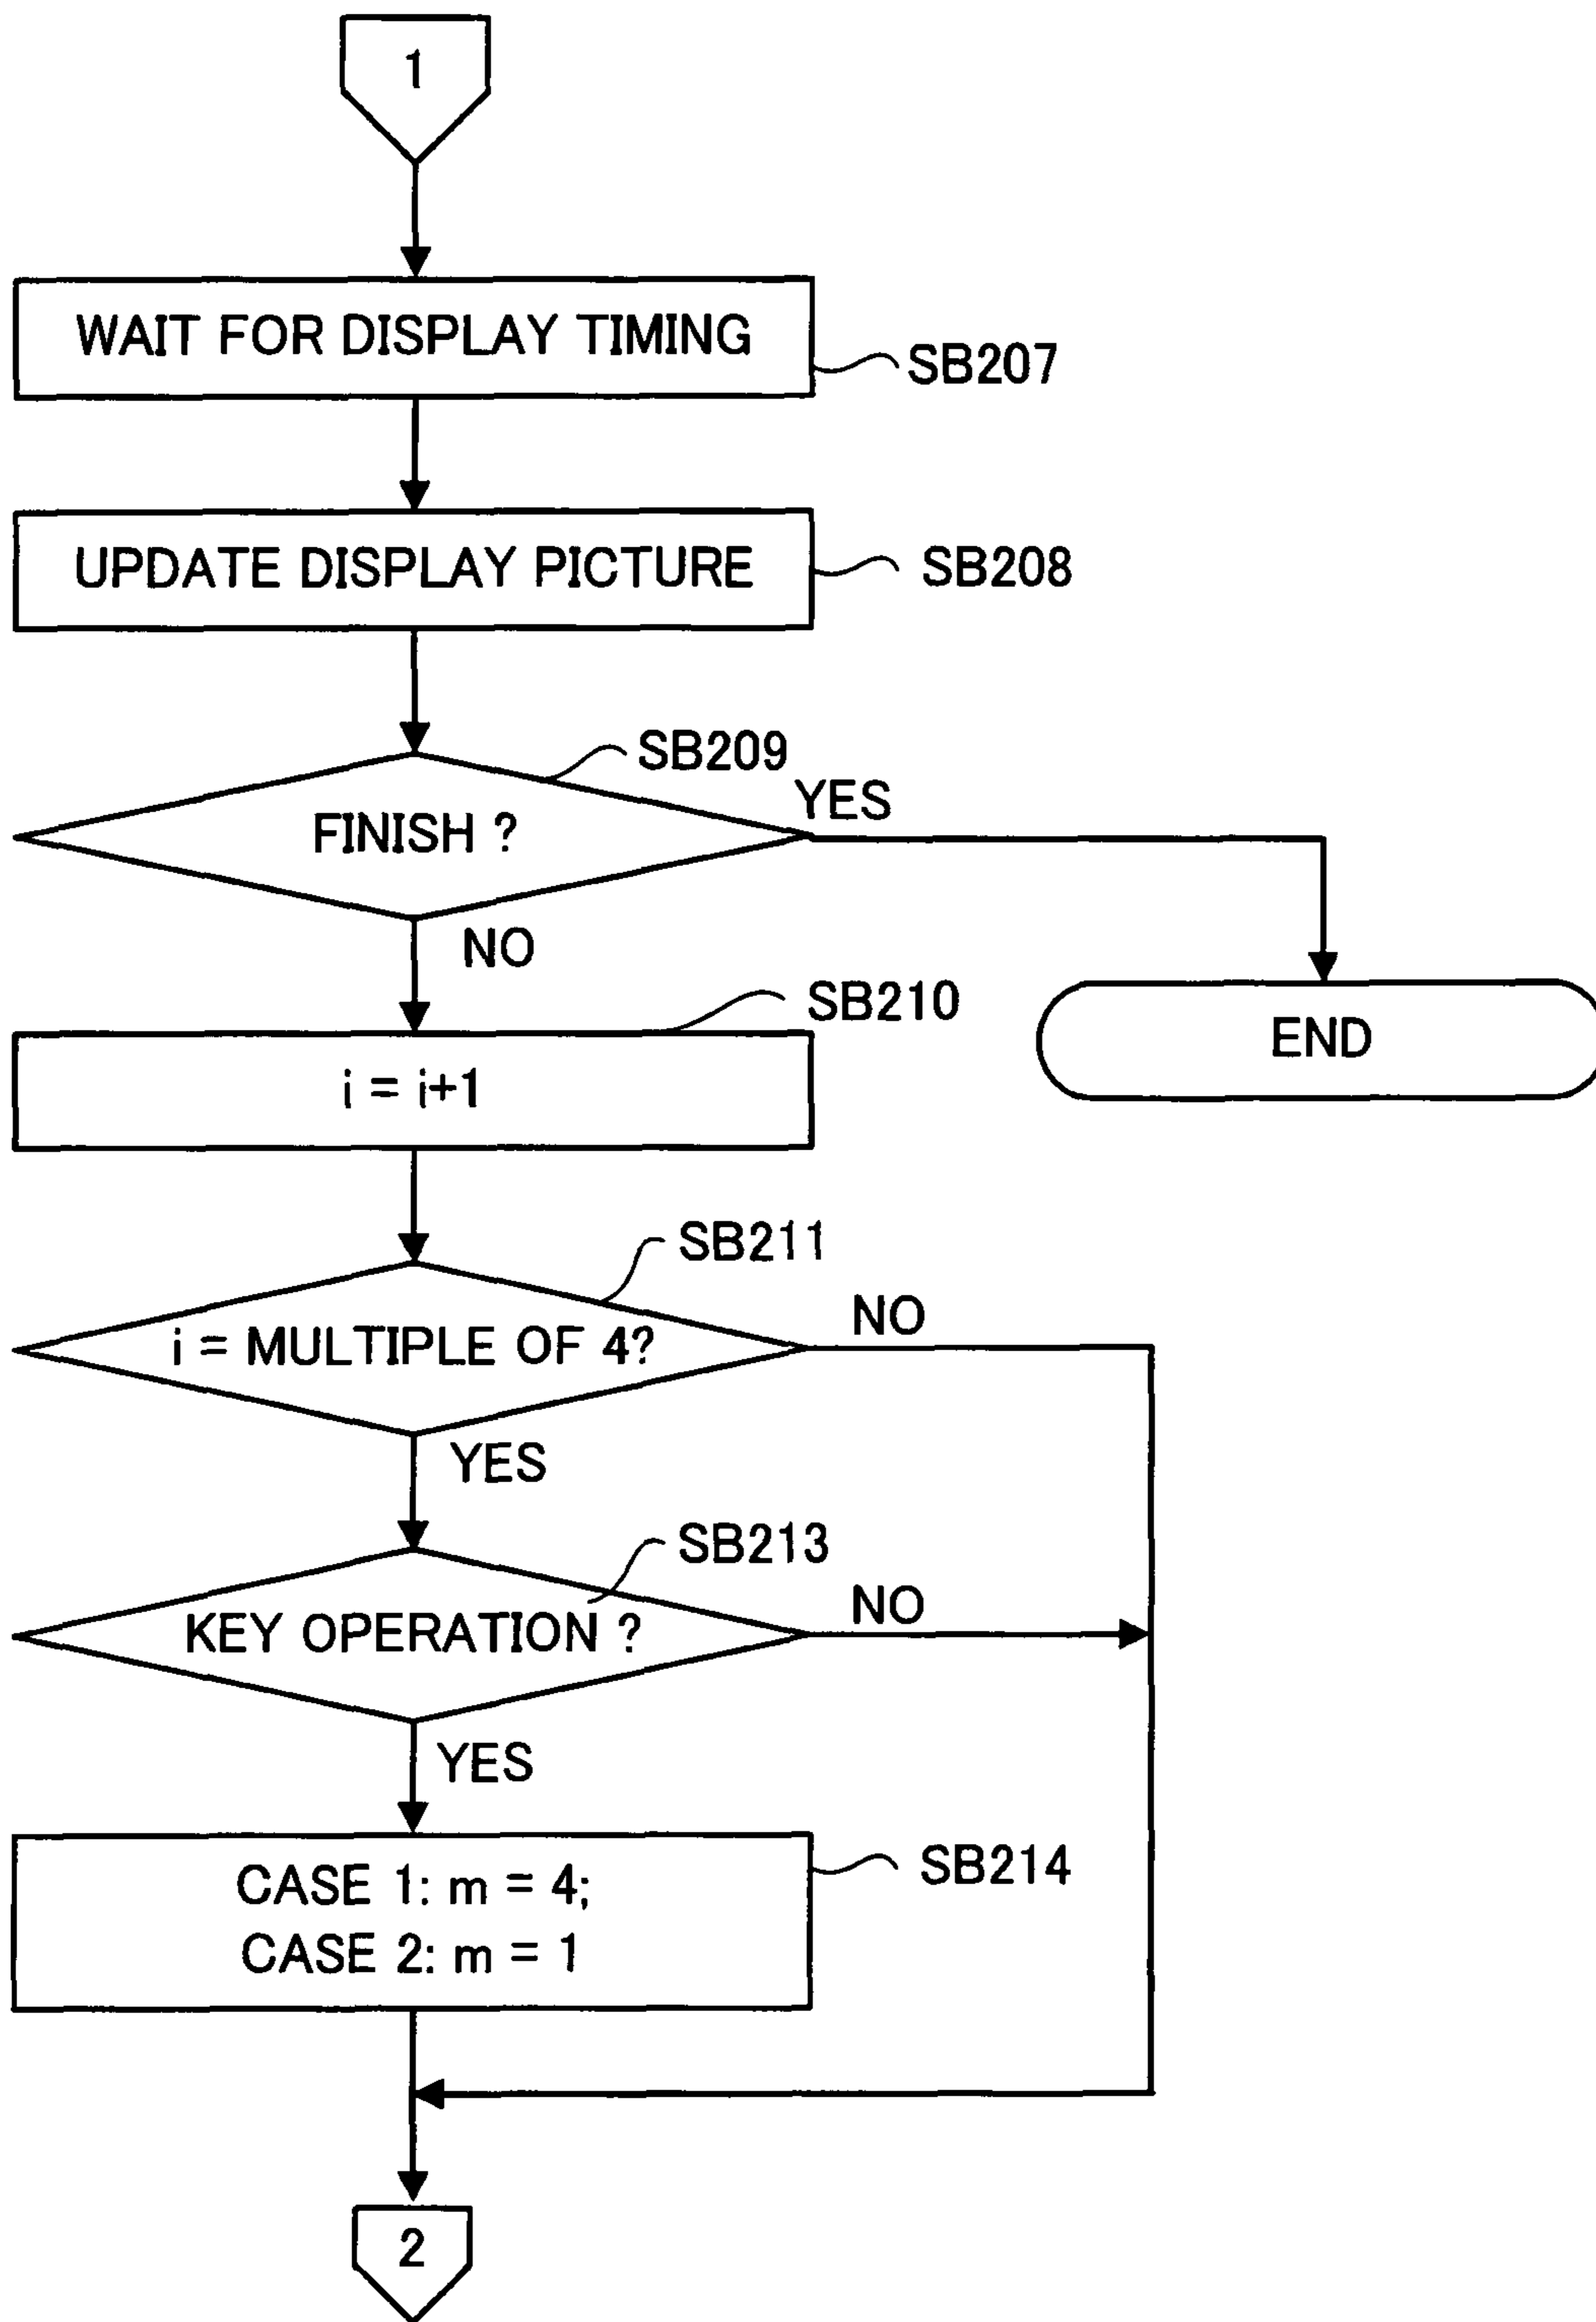 1
WAIT FOR DISPLAY TIMING
SB207
UPDATE DISPLAY PICTURE
SB208
SB209
FINISH ?
YES
NO
SB210
i = i+1
END
SB211
i = MULTIPLE OF 4?
NO
YES
SB213
KEY OPERATION ?
NO
YES
CASE 1: m = 4;
CASE 2: m = 1
SB214
2